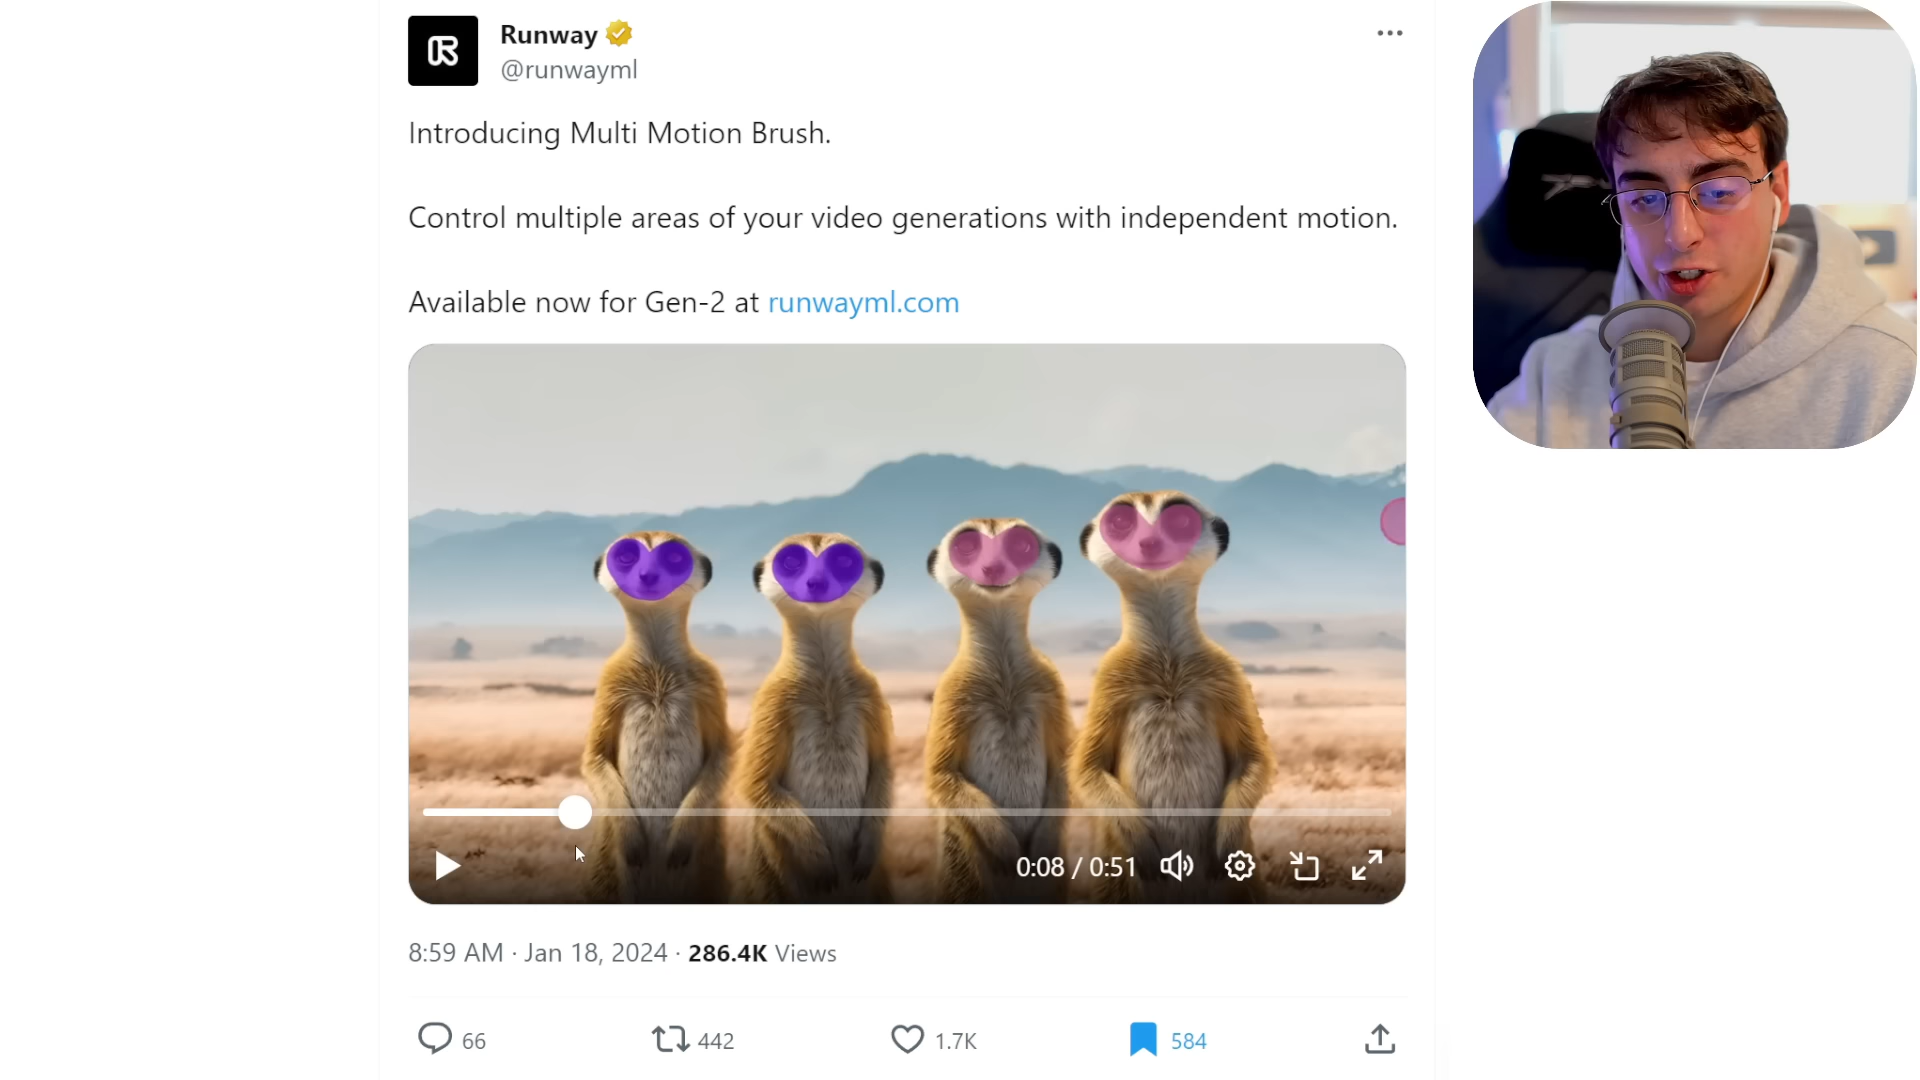 Runway
@runwayml
Introducing Multi Motion Brush.
Control multiple areas of your video generations with independent motion.
Available now for Gen-2 at runwayml.com
0:08 / 0:51
8:59 AM · Jan 18, 2024 · 286.4K Views
66
442
1.7K
584